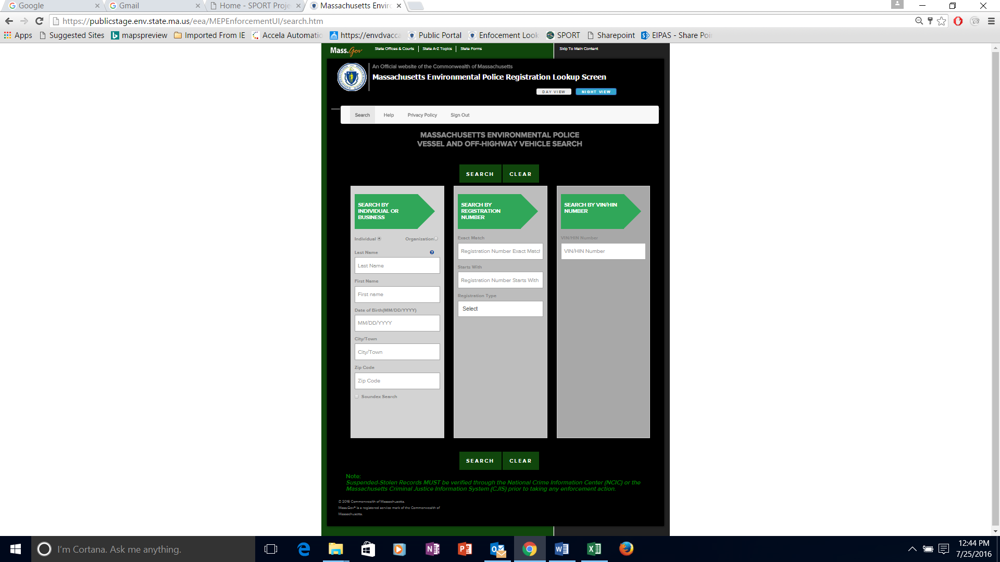 Google
Gmail
Home - SPORT Proje
Massachusetts Enviro
https://publicstage.env.state.ma.us/eea/MEPEnforcementUI/search.htm
Apps
Suggested Sites
mapspreview
Imported From IE
Accela Automatio
https://envdvacca
Public Portal
Enfocement Look
SPORT
Sharepoint
EIPAS - Share Poi
Mass.Gov
State Offices & Courts
State A-Z Topics
State Forms
Skip To Main Content
An Official website of the Commonwealth of Massachusetts
Massachusetts Environmental Police Registration Lookup Screen
DAY VIEW
NIGHT VIEW
Search
Help
Privacy Policy
Sign Out
MASSACHUSETTS ENVIRONMENTAL POLICE
VESSEL AND OFF-HIGHWAY VEHICLE SEARCH
SEARCH
CLEAR
SEARCH BY
INDIVIDUAL OR
BUSINESS
Individual
Organization
Last Name
Last Name
First Name
First name
Date of Birth(MM/DD/YYYY)
MM/DD/YYYY
City/Town
City/Town
Zip Code
Zip Code
Soundex Search
SEARCH BY
REGISTRATION
NUMBER
Exact Match
Registration Number Exact Match
Starts With
Registration Number Starts With
Registration Type
Select
SEARCH BY VIN/HIN
NUMBER
VIN/HIN Number
VIN/HIN Number
SEARCH
CLEAR
Note:
Suspended-Stolen Records MUST be verified through the National Crime Information Center (NCIC) or the
Massachusetts Criminal Justice Information System (CJIS) prior to taking any enforcement action.
© 2016 Commonwealth of Massachusetts.
Mass.Gov® is a registered service mark of the Commonwealth of
Massachusetts.
I'm Cortana. Ask me anything.
12:44 PM
7/25/2016